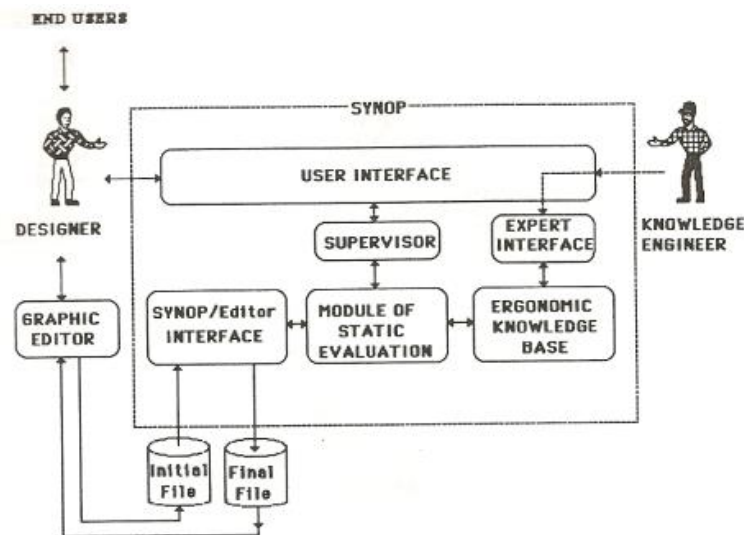 END USERS
SYNOP
USER INTERFACE
DESIGNER
SUPERVISOR
EXPERT
INTERFACE
KNOWLEDGE
ENGINEER
GRAPHIC
EDITOR
SYNOP/Editor
INTERFACE
MODULE OF
STATIC
EVALUATION
ERGONOMIC
KNOWLEDGE
BASE
Initial
File
Final
File